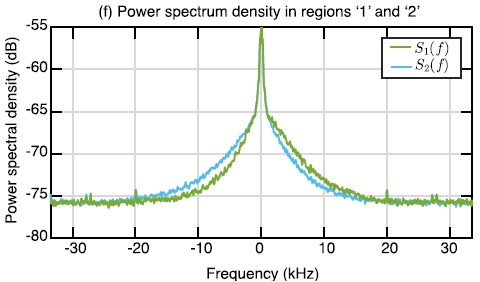 (f) Power spectrum density in regions ‘1’ and ‘2’
Power spectral density (dB)
-55
-60
-65
-70
-75
-80
S₁(f)
S₂(f)
-30 -20 -10 0 10 20 30
Frequency (kHz)